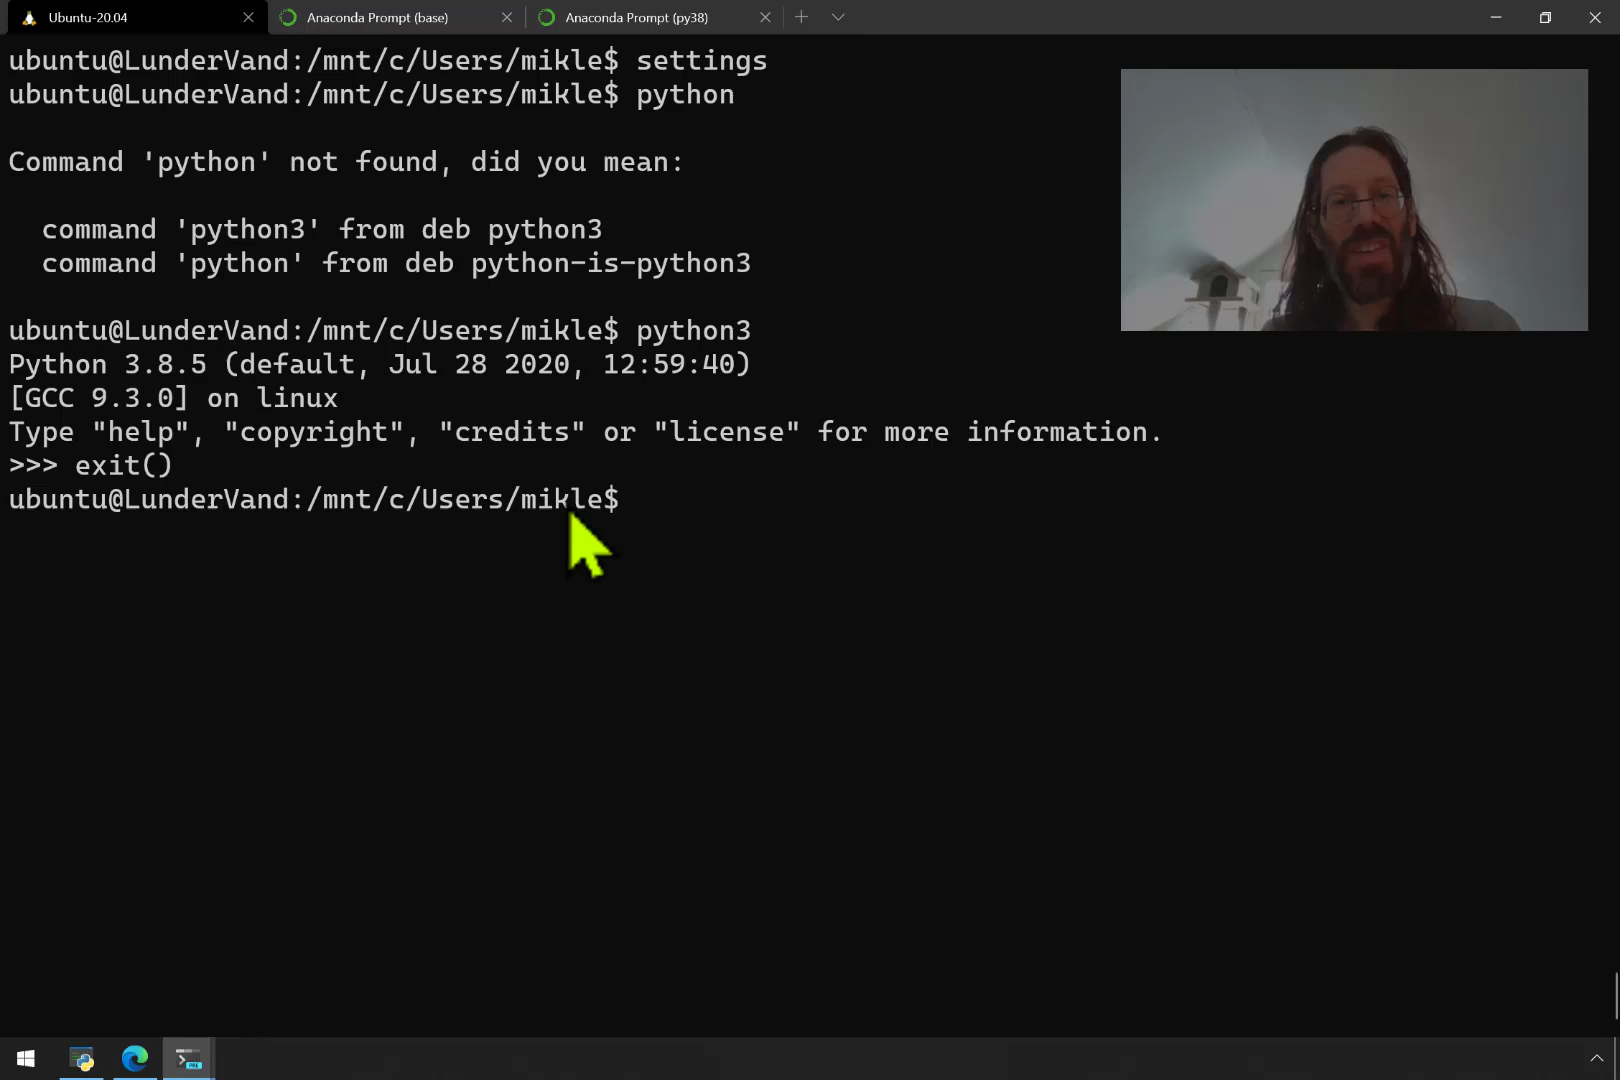 Ubuntu-20.04
Anaconda Prompt (base)
Anaconda Prompt (py38)
ubuntu@LunderVand:/mnt/c/Users/mikle$ settings
ubuntu@LunderVand:/mnt/c/Users/mikle$ python
Command 'python' not found, did you mean:
command 'python3' from deb python3
command 'python' from deb python-is-python3
ubuntu@LunderVand:/mnt/c/Users/mikle$ python3
Python 3.8.5 (default, Jul 28 2020, 12:59:40)
[GCC 9.3.0] on linux
Type "help", "copyright", "credits" or "license" for more information.
>>> exit()
ubuntu@LunderVand:/mnt/c/Users/mikle$
PRE